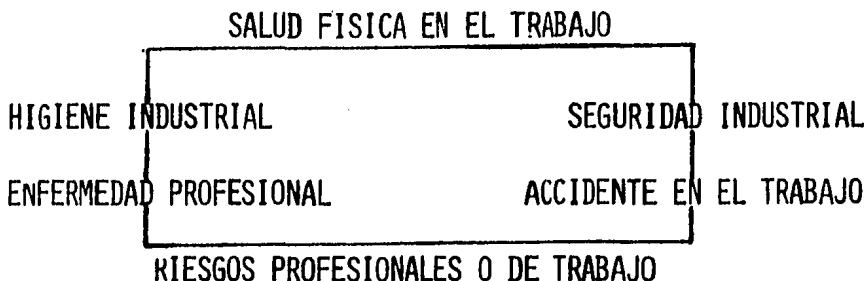 SALUD FISICA EN EL TRABAJO
HIGIENE INDUSTRIAL SEGURIDAD INDUSTRIAL
ENFERMEDAD PROFESIONAL ACCIDENTE EN EL TRABAJO
RIESGOS PROFESIONALES O DE TRABAJO